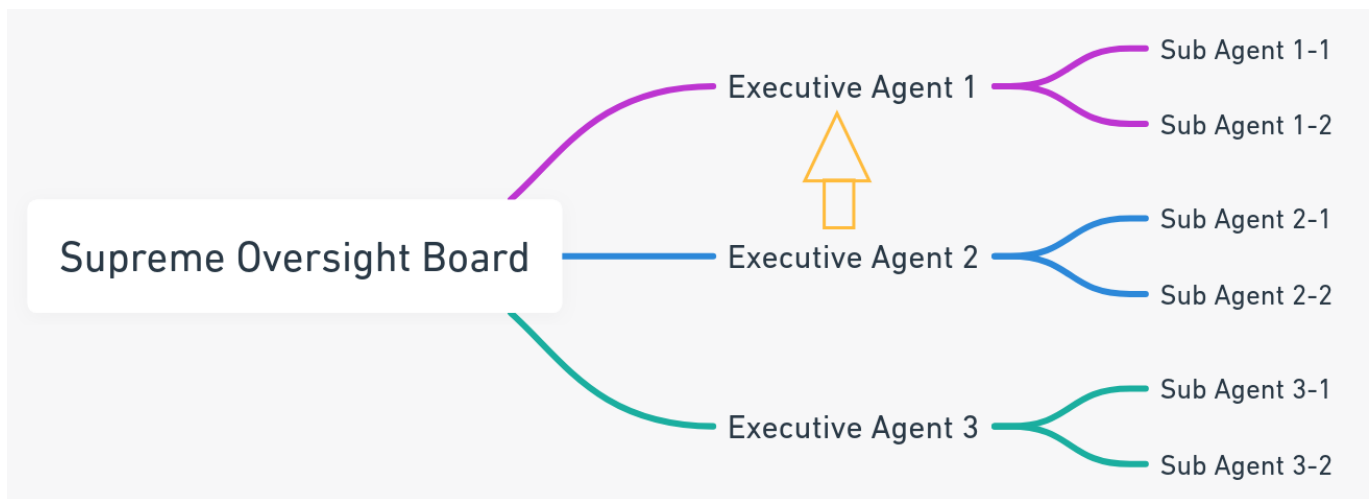 Supreme Oversight Board
Executive Agent 1
Sub Agent 1-1
Sub Agent 1-2
Executive Agent 2
Sub Agent 2-1
Sub Agent 2-2
Executive Agent 3
Sub Agent 3-1
Sub Agent 3-2